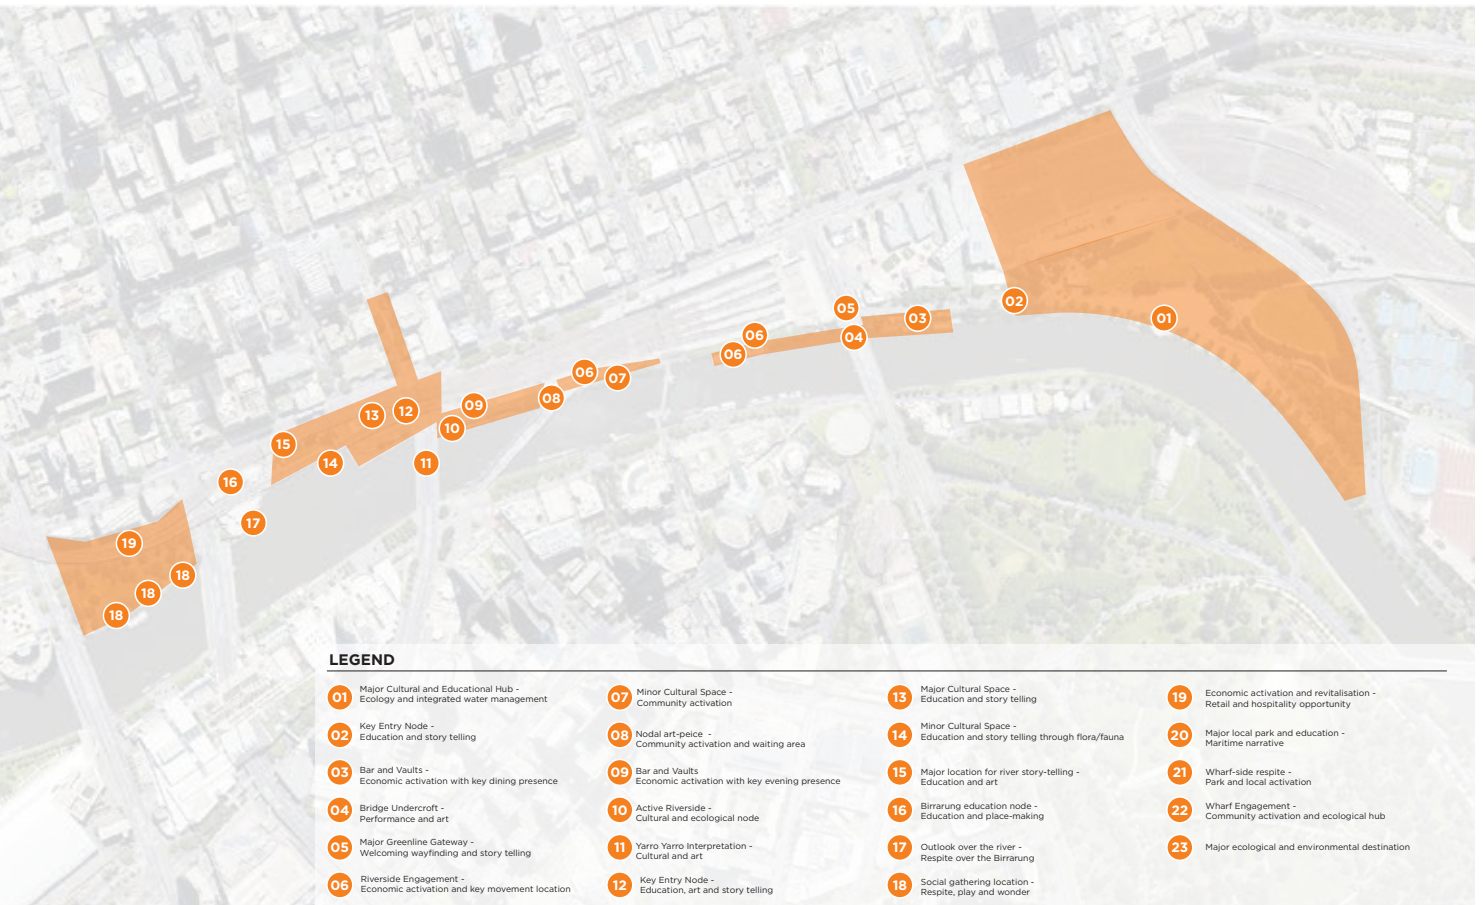 02
01
05
03
04
06
06
06
07
08
09
10
13
12
11
15
14
16
17
19
18
18
18
LEGEND
01 Major Cultural and Educational Hub -
Ecology and integrated water management
02 Key Entry Node -
Education and story telling
03 Bar and Vaults -
Economic activation with key dining presence
04 Bridge Undercroft -
Performance and art
05 Major Greenline Gateway -
Welcoming wayfinding and story telling
06 Riverside Engagement -
Economic activation and key movement location
07 Minor Cultural Space -
Community activation
08 Nodal art-peice -
Community activation and waiting area
09 Bar and Vaults
Economic activation with key evening presence
10 Active Riverside -
Cultural and ecological node
11 Yarro Yarro Interpretation -
Cultural and art
12 Key Entry Node -
Education, art and story telling
13 Major Cultural Space -
Education and story telling
14 Minor Cultural Space -
Education and story telling through flora/fauna
15 Major location for river story-telling -
Education and art
16 Birrarung education node -
Education and place-making
17 Outlook over the river -
Respite over the Birrarung
18 Social gathering location -
Respite, play and wonder
19 Economic activation and revitalisation -
Retail and hospitality opportunity
20 Major local park and education -
Maritime narrative
21 Wharf-side respite -
Park and local activation
22 Wharf Engagement -
Community activation and ecological hub
23 Major ecological and environmental destination